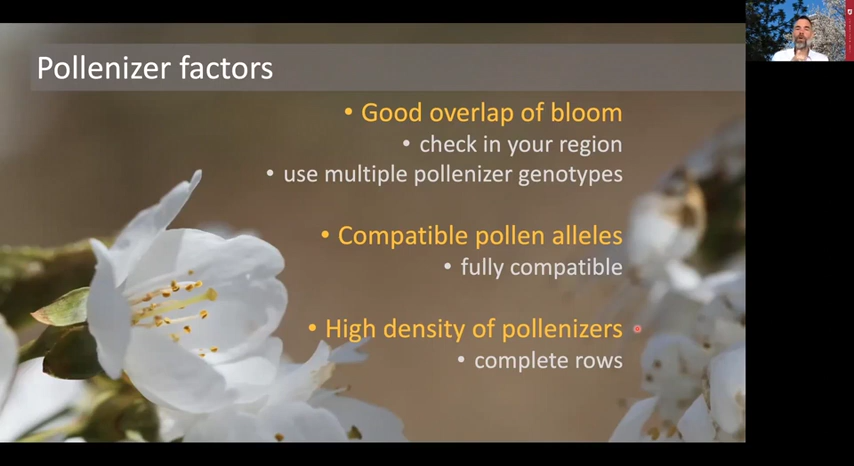 Pollenizer factors
• Good overlap of bloom
• check in your region
• use multiple pollenizer genotypes
• Compatible pollen alleles
• fully compatible
• High density of pollenizers
• complete rows